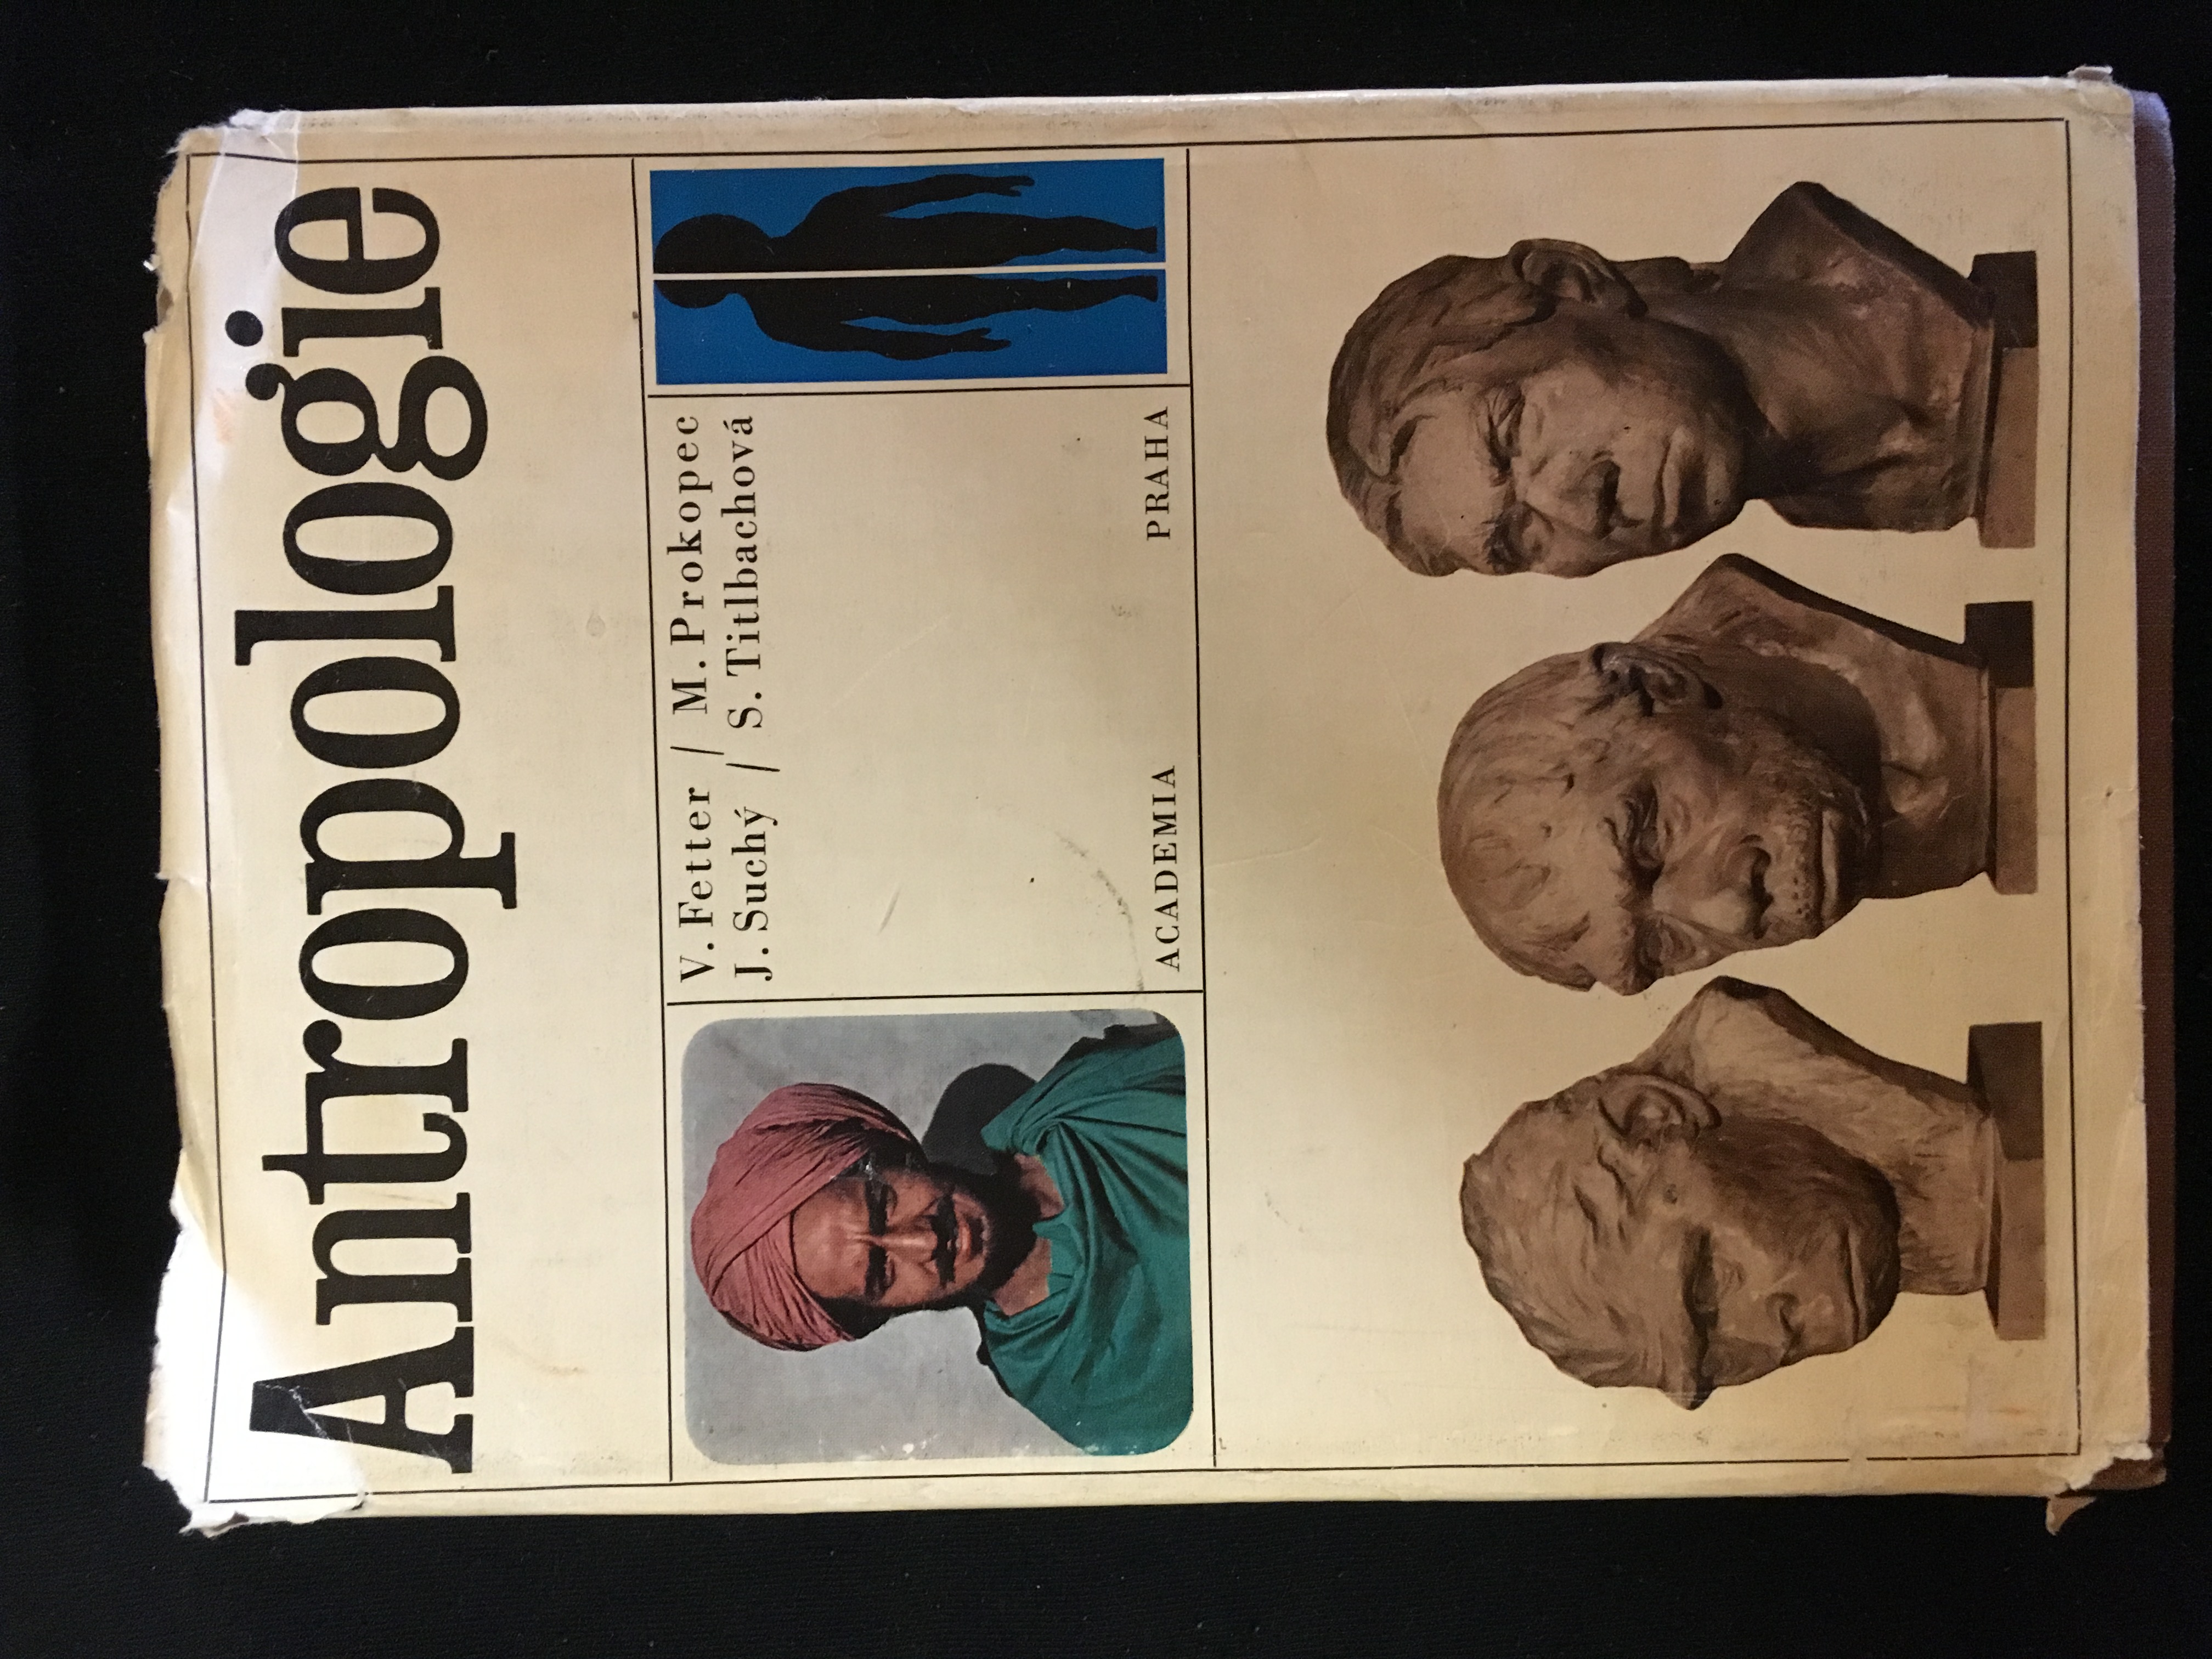 Antropologie
V. Fetter / M. Prokopec
J. Suchý / S. Titlbachová
ACADEMIA PRAHA